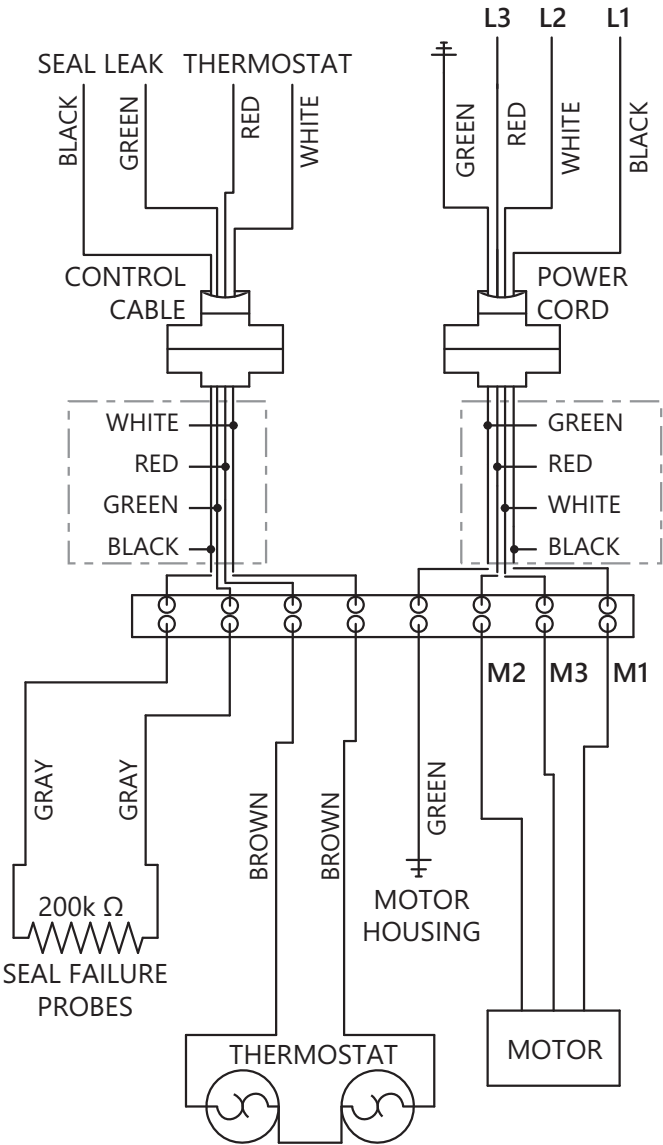 L3 L2 L1
SEAL LEAK THERMOSTAT
BLACK
GREEN
RED
WHITE
GREEN
RED
WHITE
BLACK
CONTROL
CABLE
POWER
CORD
WHITE
RED
GREEN
BLACK
GREEN
RED
WHITE
BLACK
M2 M3 M1
GRAY
GRAY
BROWN
BROWN
GREEN
200k Ω
SEAL FAILURE
PROBES
MOTOR
HOUSING
THERMOSTAT
MOTOR